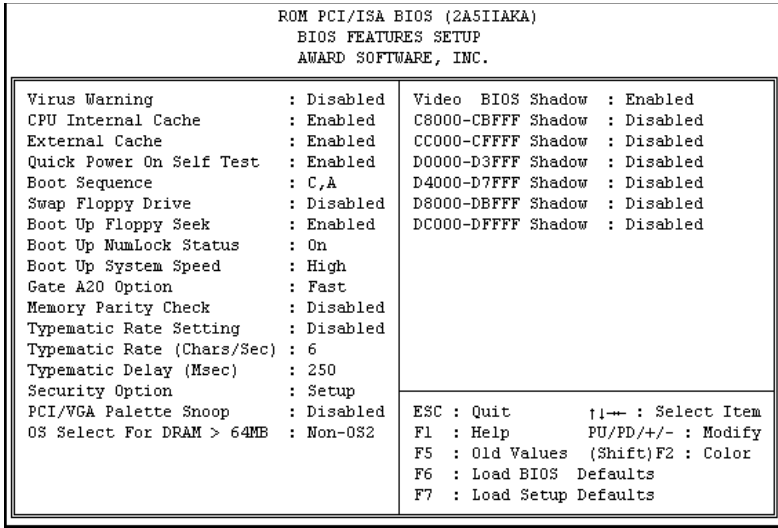 ROM PCI/ISA BIOS (2A5IIAKA)
BIOS FEATURES SETUP
AWARD SOFTWARE, INC.
Virus Warning : Disabled
CPU Internal Cache : Enabled
External Cache : Enabled
Quick Power On Self Test : Enabled
Boot Sequence : C,A
Swap Floppy Drive : Disabled
Boot Up Floppy Seek : Enabled
Boot Up NumLock Status : On
Boot Up System Speed : High
Gate A20 Option : Fast
Memory Parity Check : Disabled
Typematic Rate Setting : Disabled
Typematic Rate (Chars/Sec) : 6
Typematic Delay (Msec) : 250
Security Option : Setup
PCI/VGA Palette Snoop : Disabled
OS Select For DRAM > 64MB : Non-OS2
Video BIOS Shadow : Enabled
C8000-CBFFF Shadow : Disabled
CC000-CFFFF Shadow : Disabled
D0000-D3FFF Shadow : Disabled
D4000-D7FFF Shadow : Disabled
D8000-DBFFF Shadow : Disabled
DC000-DFFFF Shadow : Disabled
ESC : Quit ↑↓→← : Select Item
F1 : Help PU/PD/+/- : Modify
F5 : Old Values (Shift)F2 : Color
F6 : Load BIOS Defaults
F7 : Load Setup Defaults